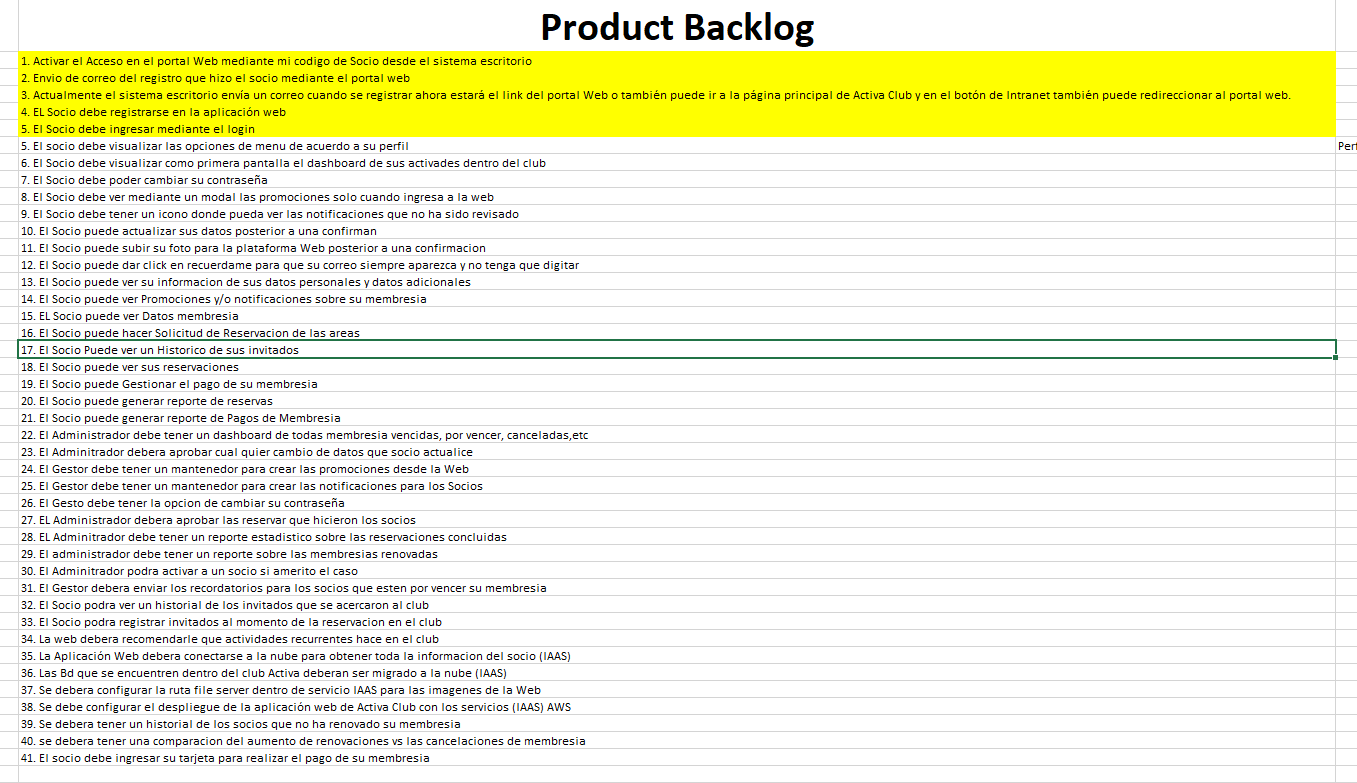 Product Backlog
1. Activar el Acceso en el portal Web mediante mi codigo de Socio desde el sistema escritorio
2. Envio de correo del registro que hizo el socio mediante el portal web
3. Actualmente el sistema escritorio envía un correo cuando se registrar ahora estará el link del portal Web o también puede ir a la página principal de Activa Club y en el botón de Intranet también puede redireccionar al portal web.
4. EL Socio debe registrarse en la aplicación web
5. El Socio debe ingresar mediante el login
5. El socio debe visualizar las opciones de menu de acuerdo a su perfil
6. El Socio debe visualizar como primera pantalla el dashboard de sus activades dentro del club
7. El Socio debe poder cambiar su contraseña
8. El Socio debe ver mediante un modal las promociones solo cuando ingresa a la web
9. El Socio debe tener un icono donde pueda ver las notificaciones que no ha sido revisado
10. El Socio puede actualizar sus datos posterior a una confirman
11. El Socio puede subir su foto para la plataforma Web posterior a una confirmacion
12. El Socio puede dar click en recuerdame para que su correo siempre aparezca y no tenga que digitar
13. El Socio puede ver su informacion de sus datos personales y datos adicionales
14. El Socio puede ver Promociones y/o notificaciones sobre su membresia
15. EL Socio puede ver Datos membresia
16. El Socio puede hacer Solicitud de Reservacion de las areas
17. El Socio Puede ver un Historico de sus invitados
18. El Socio puede ver sus reservaciones
19. El Socio puede Gestionar el pago de su membresia
20. El Socio puede generar reporte de reservas
21. El Socio puede generar reporte de Pagos de Membresia
22. El Administrador debe tener un dashboard de todas membresia vencidas, por vencer, canceladas,etc
23. El Adminitrador debera aprobar cual quier cambio de datos que socio actualice
24. El Gestor debe tener un mantenedor para crear las promociones desde la Web
25. El Gestor debe tener un mantenedor para crear las notificaciones para los Socios
26. El Gesto debe tener la opcion de cambiar su contraseña
27. EL Administrador debera aprobar las reservar que hicieron los socios
28. EL Adminitrador debe tener un reporte estadistico sobre las reservaciones concluidas
29. El administrador debe tener un reporte sobre las membresias renovadas
30. El Adminitrador podra activar a un socio si amerito el caso
31. El Gestor debera enviar los recordatorios para los socios que esten por vencer su membresia
32. El Socio podra ver un historial de los invitados que se acercaron al club
33. El Socio podra registrar invitados al momento de la reservacion en el club
34. La web debera recomendarle que actividades recurrentes hace en el club
35. La Aplicación Web debera conectarse a la nube para obtener toda la informacion del socio (IAAS)
36. Las Bd que se encuentren dentro del club Activa deberan ser migrado a la nube (IAAS)
37. Se debera configurar la ruta file server dentro de servicio IAAS para las imagenes de la Web
38. Se debe configurar el despliegue de la aplicación web de Activa Club con los servicios (IAAS) AWS
39. Se debera tener un historial de los socios que no ha renovado su membresia
40. se debera tener una comparacion del aumento de renovaciones vs las cancelaciones de membresia
41. El socio debe ingresar su tarjeta para realizar el pago de su membresia